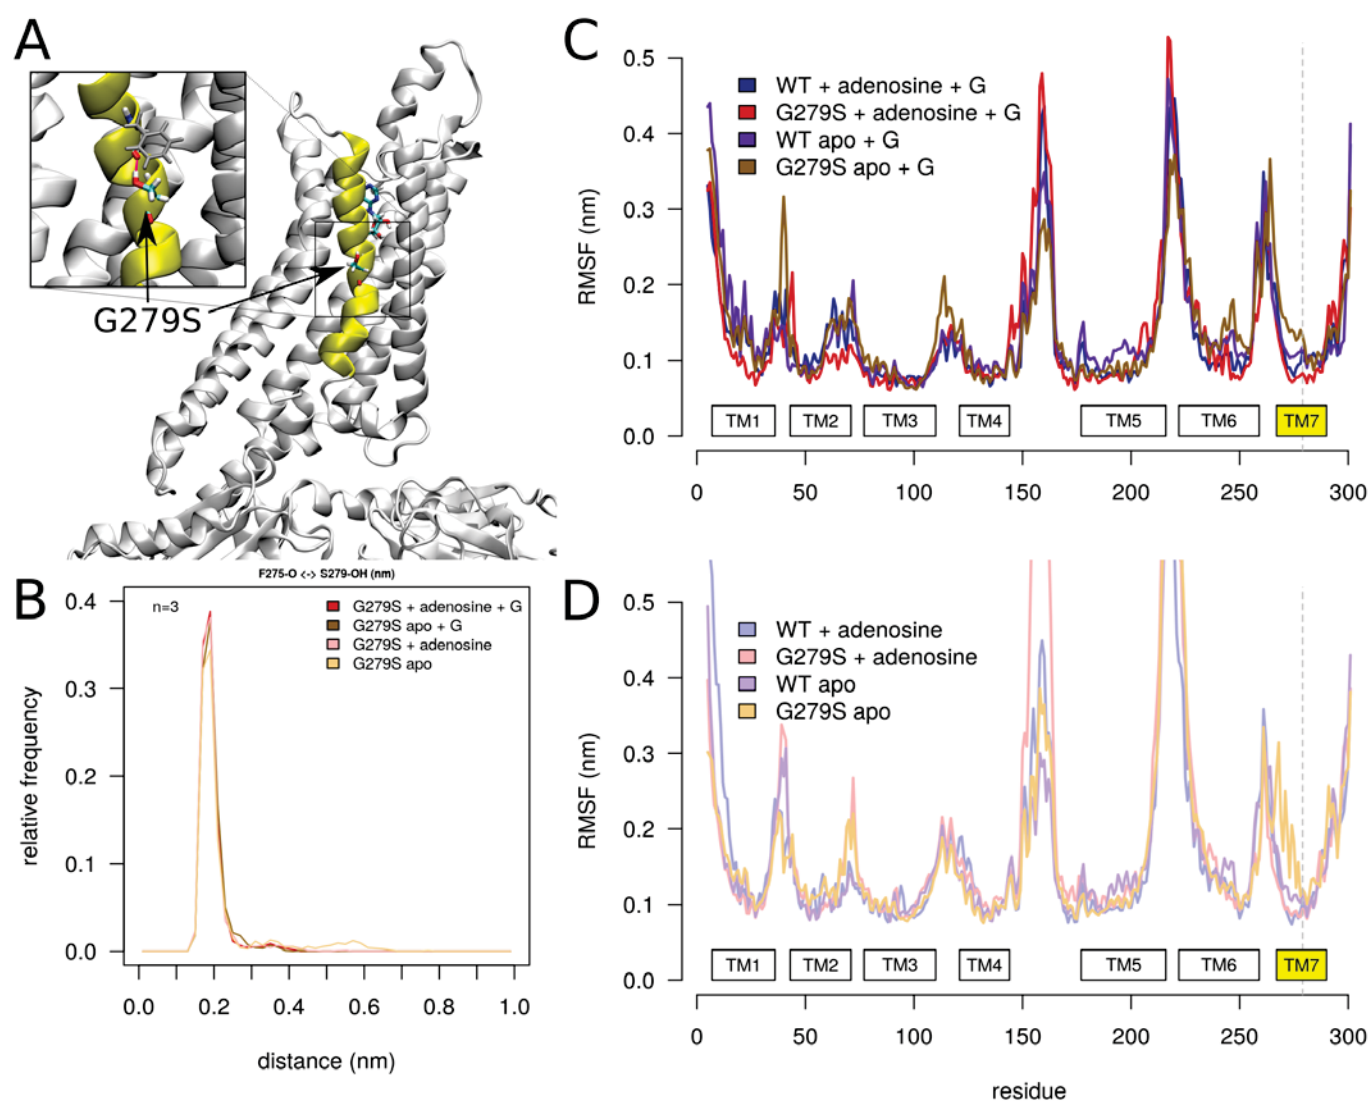 A
G279S
B
F275-O <-> S279-OH (nm)
n=3
G279S + adenosine + G
G279S apo + G
G279S + adenosine
G279S apo
relative frequency
0.4
0.3
0.2
0.1
0.0
0.0 0.2 0.4 0.6 0.8 1.0
distance (nm)
C
WT + adenosine + G
G279S + adenosine + G
WT apo + G
G279S apo + G
RMSF (nm)
0.5
0.4
0.3
0.2
0.1
0.0
TM1 TM2 TM3 TM4 TM5 TM6 TM7
0 50 100 150 200 250 300
D
WT + adenosine
G279S + adenosine
WT apo
G279S apo
RMSF (nm)
0.5
0.4
0.3
0.2
0.1
0.0
TM1 TM2 TM3 TM4 TM5 TM6 TM7
0 50 100 150 200 250 300
residue